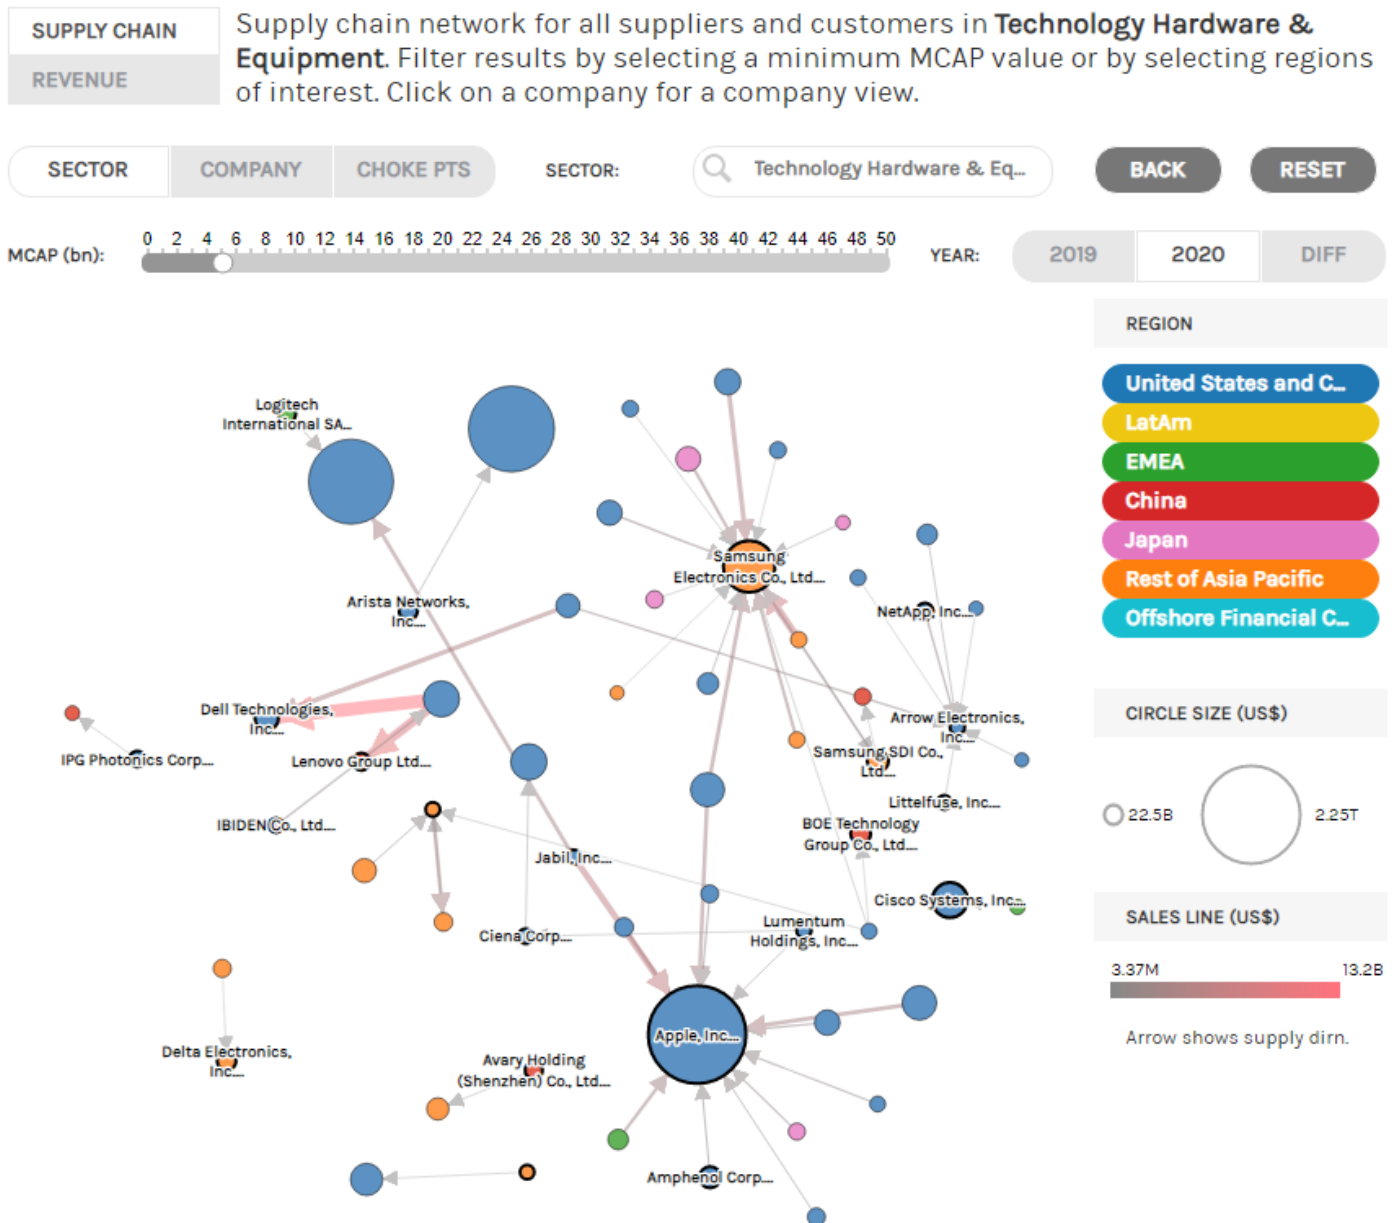 SUPPLY CHAIN
REVENUE
Supply chain network for all suppliers and customers in Technology Hardware &
Equipment. Filter results by selecting a minimum MCAP value or by selecting regions
of interest. Click on a company for a company view.
SECTOR
COMPANY
CHOKE PTS
SECTOR:
Technology Hardware & Eq...
BACK
RESET
MCAP (bn):
0 2 4 6 8 10 12 14 16 18 20 22 24 26 28 30 32 34 36 38 40 42 44 46 48 50
YEAR:
2019
2020
DIFF
REGION
United States and C...
LatAm
EMEA
China
Japan
Rest of Asia Pacific
Offshore Financial C...
CIRCLE SIZE (US$)
22.5B
2.25T
SALES LINE (US$)
3.37M
13.2B
Arrow shows supply dirn.
Logitech
International SA...
Samsung
Electronics Co., Ltd....
Arista Networks,
Inc....
NetApp, Inc....
Dell Technologies,
Inc....
Arrow Electronics,
Inc....
IPG Photonics Corp....
Lenovo Group Ltd....
Samsung SDI Co.,
Ltd....
Littelfuse, Inc....
IBIDEN Co., Ltd....
BOE Technology
Group Co., Ltd....
Jabil, Inc....
Cisco Systems, Inc...
Ciena Corp....
Lumentum
Holdings, Inc....
Apple, Inc....
Delta Electronics,
Inc....
Avary Holding
(Shenzhen) Co., Ltd....
Amphenol Corp....